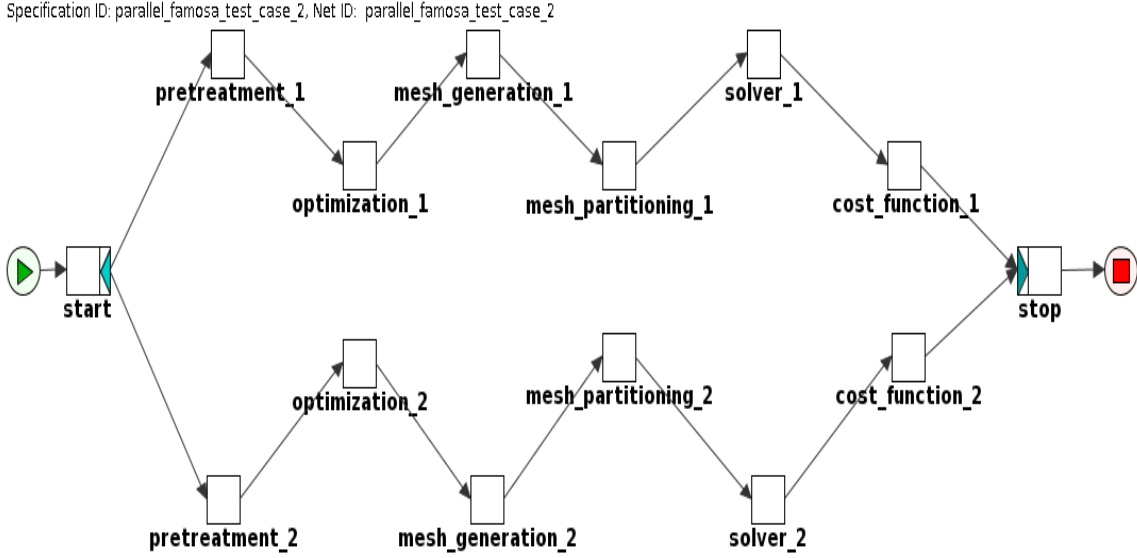 Specification ID: parallel_famosa_test_case_2, Net ID: parallel_famosa_test_case_2
pretreatment_1
mesh_generation_1
solver_1
optimization_1
mesh_partitioning_1
cost_function_1
start
stop
optimization_2
mesh_partitioning_2
cost_function_2
pretreatment_2
mesh_generation_2
solver_2